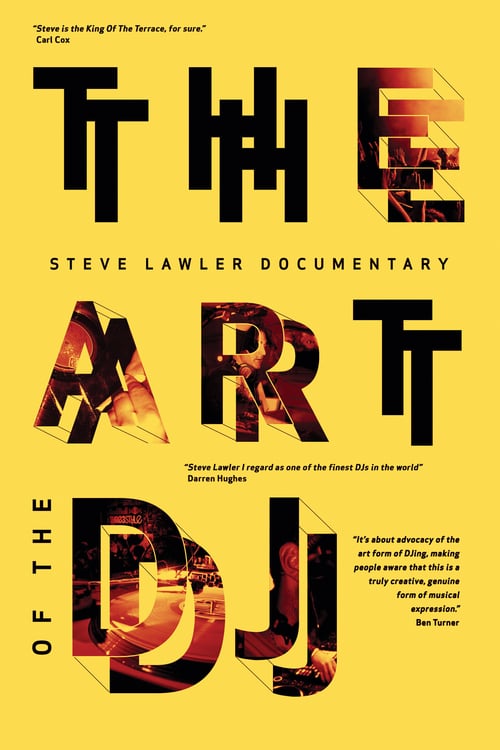 “Steve is the King Of The Terrace, for sure.”
Carl Cox
THE
STEVE LAWLER DOCUMENTARY
ART
“Steve Lawler I regard as one of the finest DJs in the world”
Darren Hughes
OF THE
DJ
“It’s about advocacy of the
art form of DJing, making
people aware that this is a
truly creative, genuine
form of musical
expression.”
Ben Turner